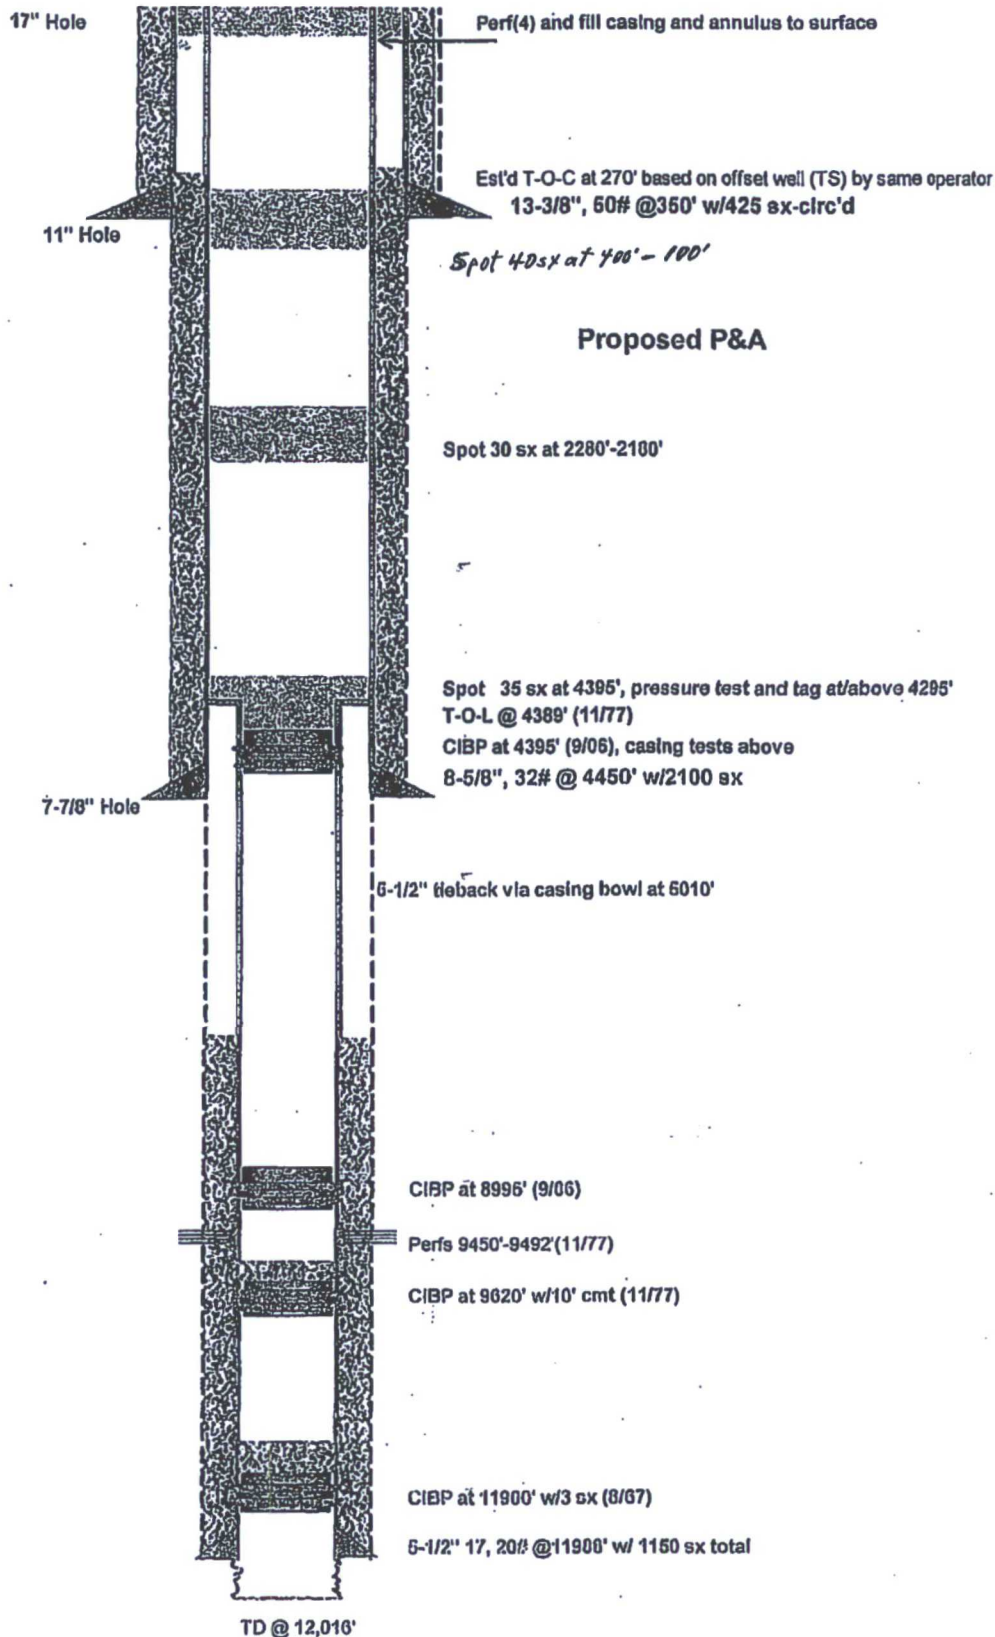 17" Hole
Perf(4) and fill casing and annulus to surface
Est'd T-O-C at 270' based on offset well (TS) by same operator
13-3/8", 50# @350' w/425 sx-circ'd
11" Hole
Spot 40sx at 400'-100'
Proposed P&A
Spot 30 sx at 2280'-2180'
Spot 35 sx at 4395', pressure test and tag at/above 4295'
T-O-L @ 4389' (11/77)
CIBP at 4395' (9/06), casing tests above
8-5/8", 32# @ 4450' w/2100 sx
7-7/8" Hole
5-1/2" tieback via casing bowl at 6010'
CIBP at 8995' (9/06)
Perfs 9450'-9492'(11/77)
CIBP at 9620' w/10' cmt (11/77)
CIBP at 11900' w/3 sx (8/67)
5-1/2" 17, 20# @11908' w/ 1150 sx total
TD @ 12,016'